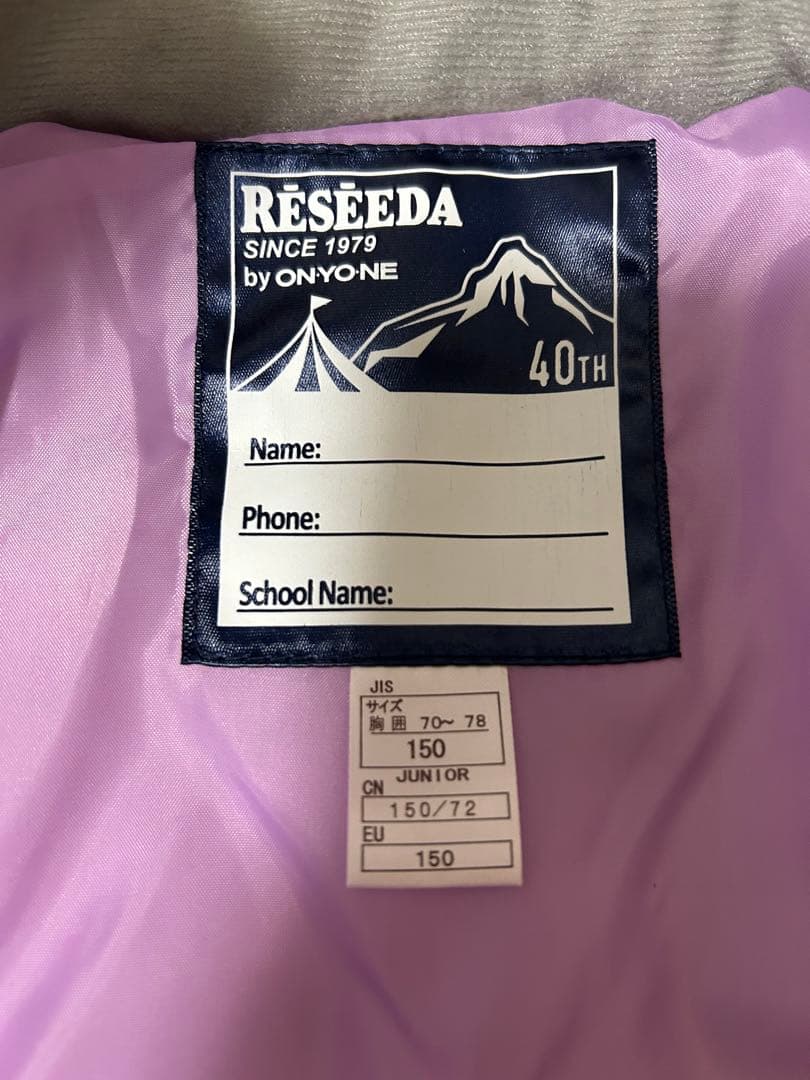 RĒSĒEDA
SINCE 1979
by ON·YO·NE
40TH
Name:
Phone:
School Name:
JIS
サイズ
胸囲 70~78
150
JUNIOR
CN
150/72
EU
150